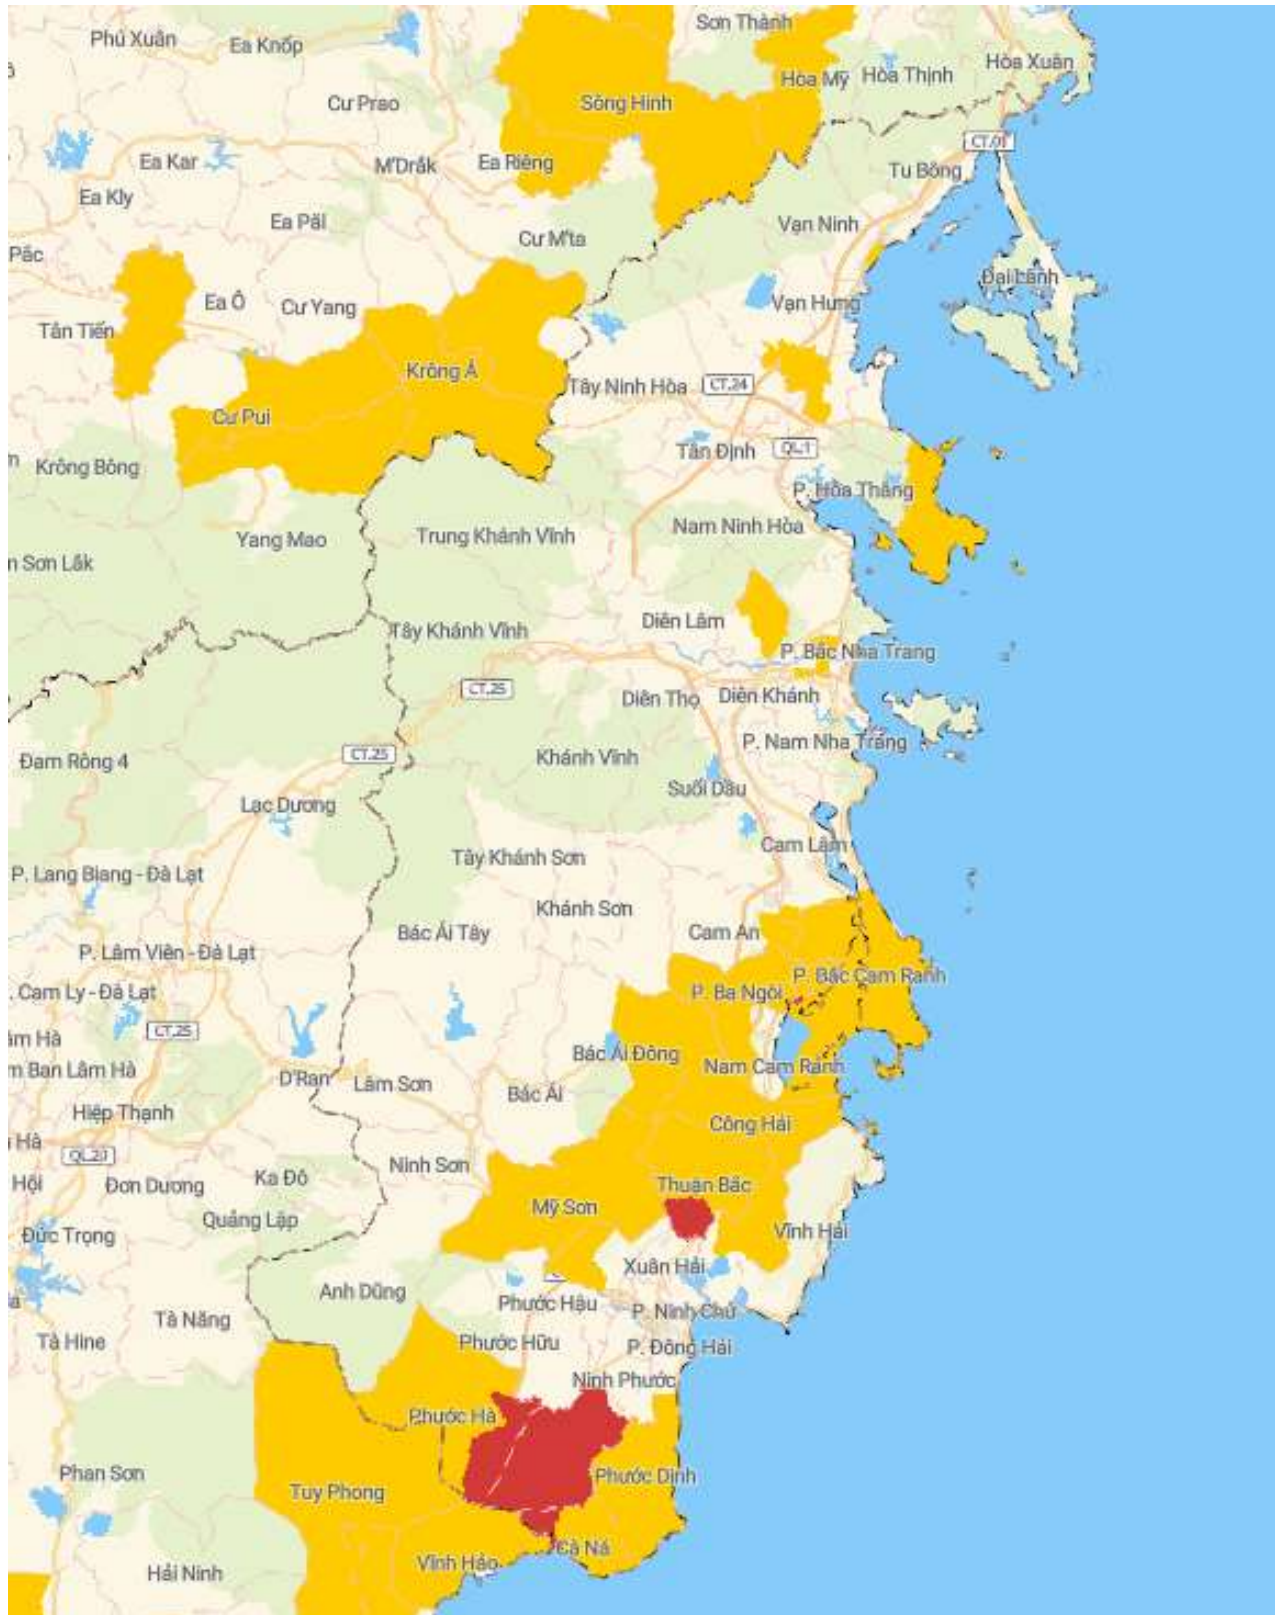 Phú Xuân
Ea Knốp
Sơn Thành
Hòa Mỹ
Hòa Thịnh
Hòa Xuân
Cư Prao
Sông Hinh
Ea Kar
M'Drắk
Ea Riêng
CT.01
Tu Bông
Ea Kly
Ea Păl
Cư M'ta
Vạn Ninh
Pắc
Đại Lãnh
Ea Ô
Cư Yang
Vạn Hưng
Tân Tiến
Krông Á
Tây Ninh Hòa
CT.24
Cư Pui
Tân Định
QL.1
Krông Bông
P. Hòa Thắng
Yang Mao
Trung Khánh Vĩnh
Nam Ninh Hòa
n Sơn Lắk
Tây Khánh Vĩnh
Diên Lâm
P. Bắc Nha Trang
CT.25
Diên Thọ
Diên Khánh
Đam Rông 4
CT.25
Khánh Vĩnh
P. Nam Nha Trang
Lạc Dương
Suối Dầu
Cam Lâm
Tây Khánh Sơn
P. Lang Biang - Đà Lạt
Khánh Sơn
Bác Ái Tây
Cam An
P. Lâm Viên - Đà Lạt
P. Bắc Cam Ranh
. Cam Ly - Đà Lạt
P. Ba Ngòi
CT.25
âm Hà
Bác Ái Đông
Nam Cam Ranh
m Ban Lâm Hà
D'Ran
Lâm Sơn
Bác Ái
Hiệp Thạnh
Công Hải
Hà
QL.20
Ninh Sơn
Hội
Đơn Dương
Ka Đô
Thuận Bắc
Mỹ Sơn
Quảng Lập
Đức Trọng
Vĩnh Hải
Xuân Hải
Anh Dũng
Phước Hậu
P. Ninh Chử
Tà Năng
Tà Hine
Phước Hữu
P. Đông Hải
Ninh Phước
Phước Hà
Phan Sơn
Phước Dinh
Tuy Phong
Cà Ná
Vĩnh Hảo
Hải Ninh